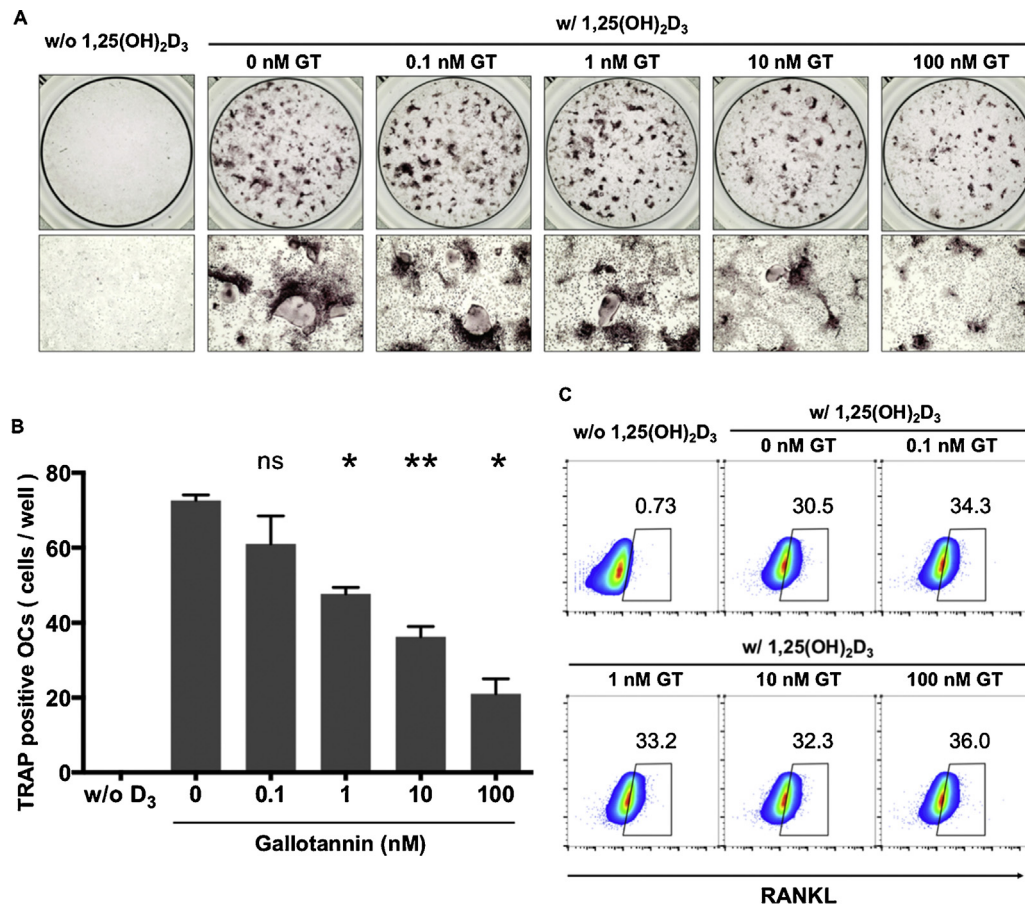 A
w/o 1,25(OH)₂D₃
w/ 1,25(OH)₂D₃
0 nM GT 0.1 nM GT 1 nM GT 10 nM GT 100 nM GT
B
TRAP positive OCs ( cells / well )
80
60
40
20
0
ns * ** *
w/o D₃ 0 0.1 1 10 100
Gallotannin (nM)
C
w/o 1,25(OH)₂D₃
w/ 1,25(OH)₂D₃
0 nM GT 0.1 nM GT
0.73 30.5 34.3
w/ 1,25(OH)₂D₃
1 nM GT 10 nM GT 100 nM GT
33.2 32.3 36.0
RANKL